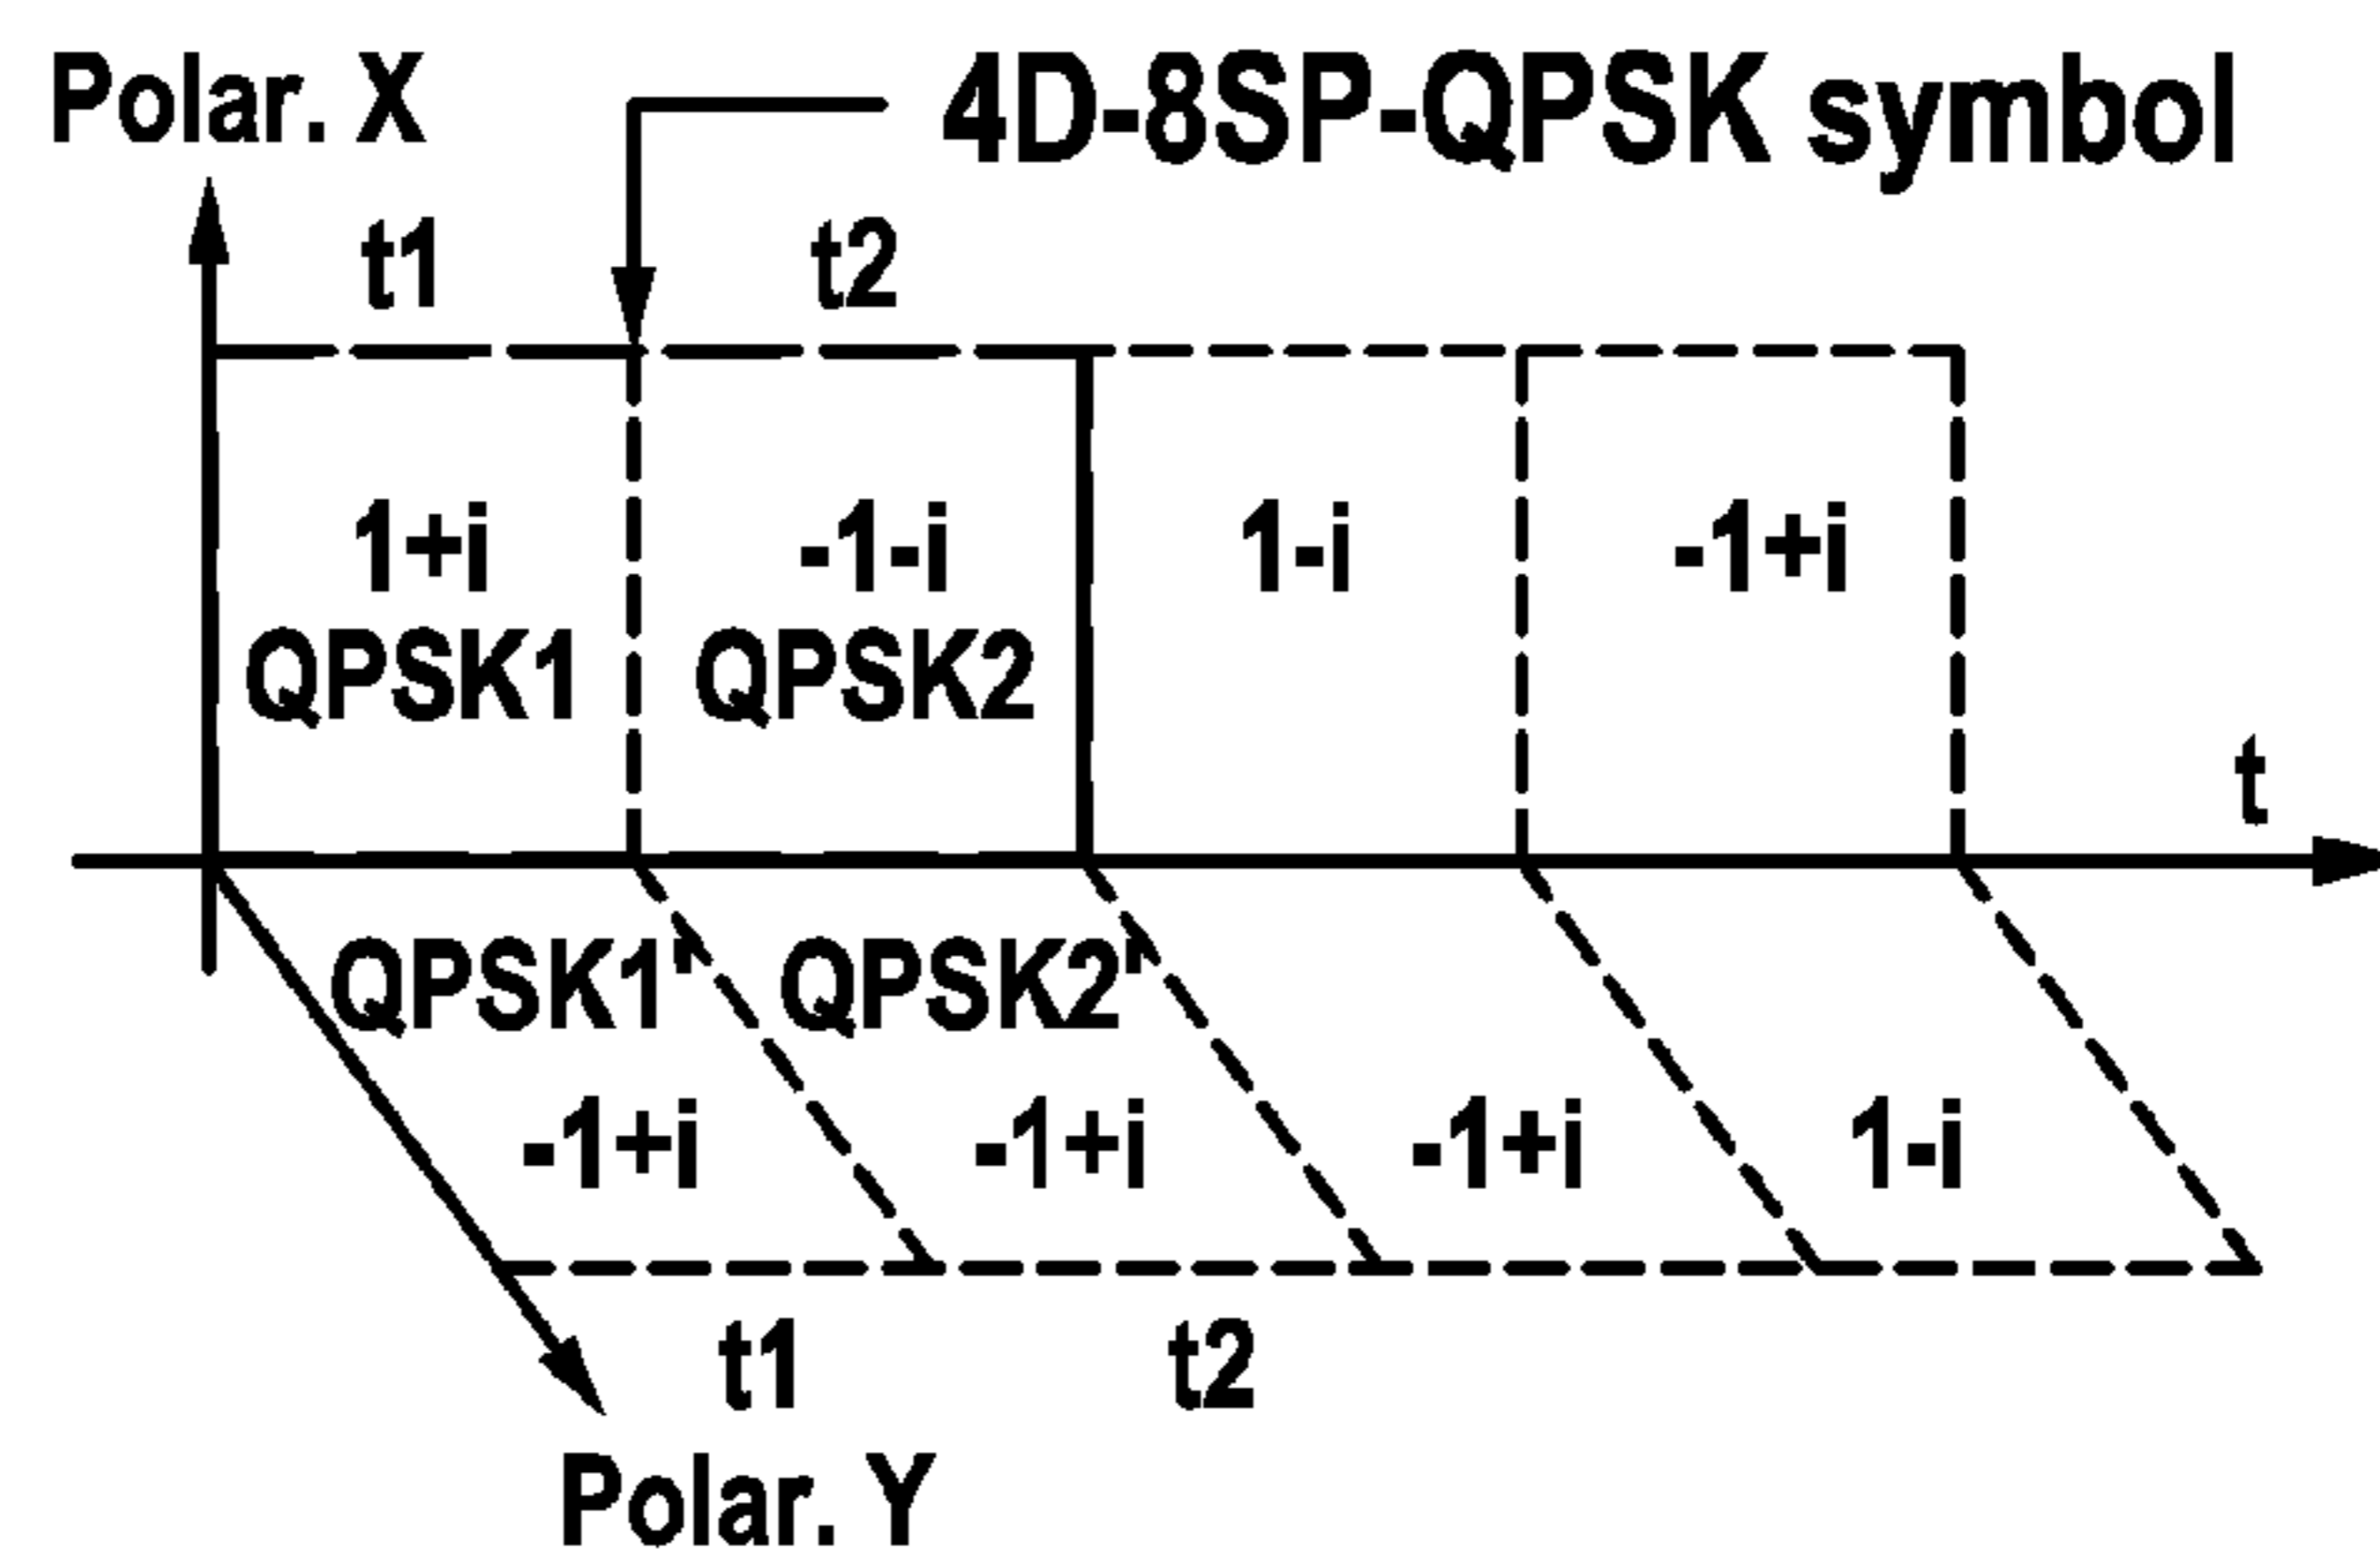 Polar. X
4D-8SP-QPSK symbol
t1 t2
1+i -1-i 1-i -1+i
QPSK1 QPSK2
t
QPSK1' QPSK2'
-1+i -1+i -1+i 1-i
t1 t2
Polar. Y